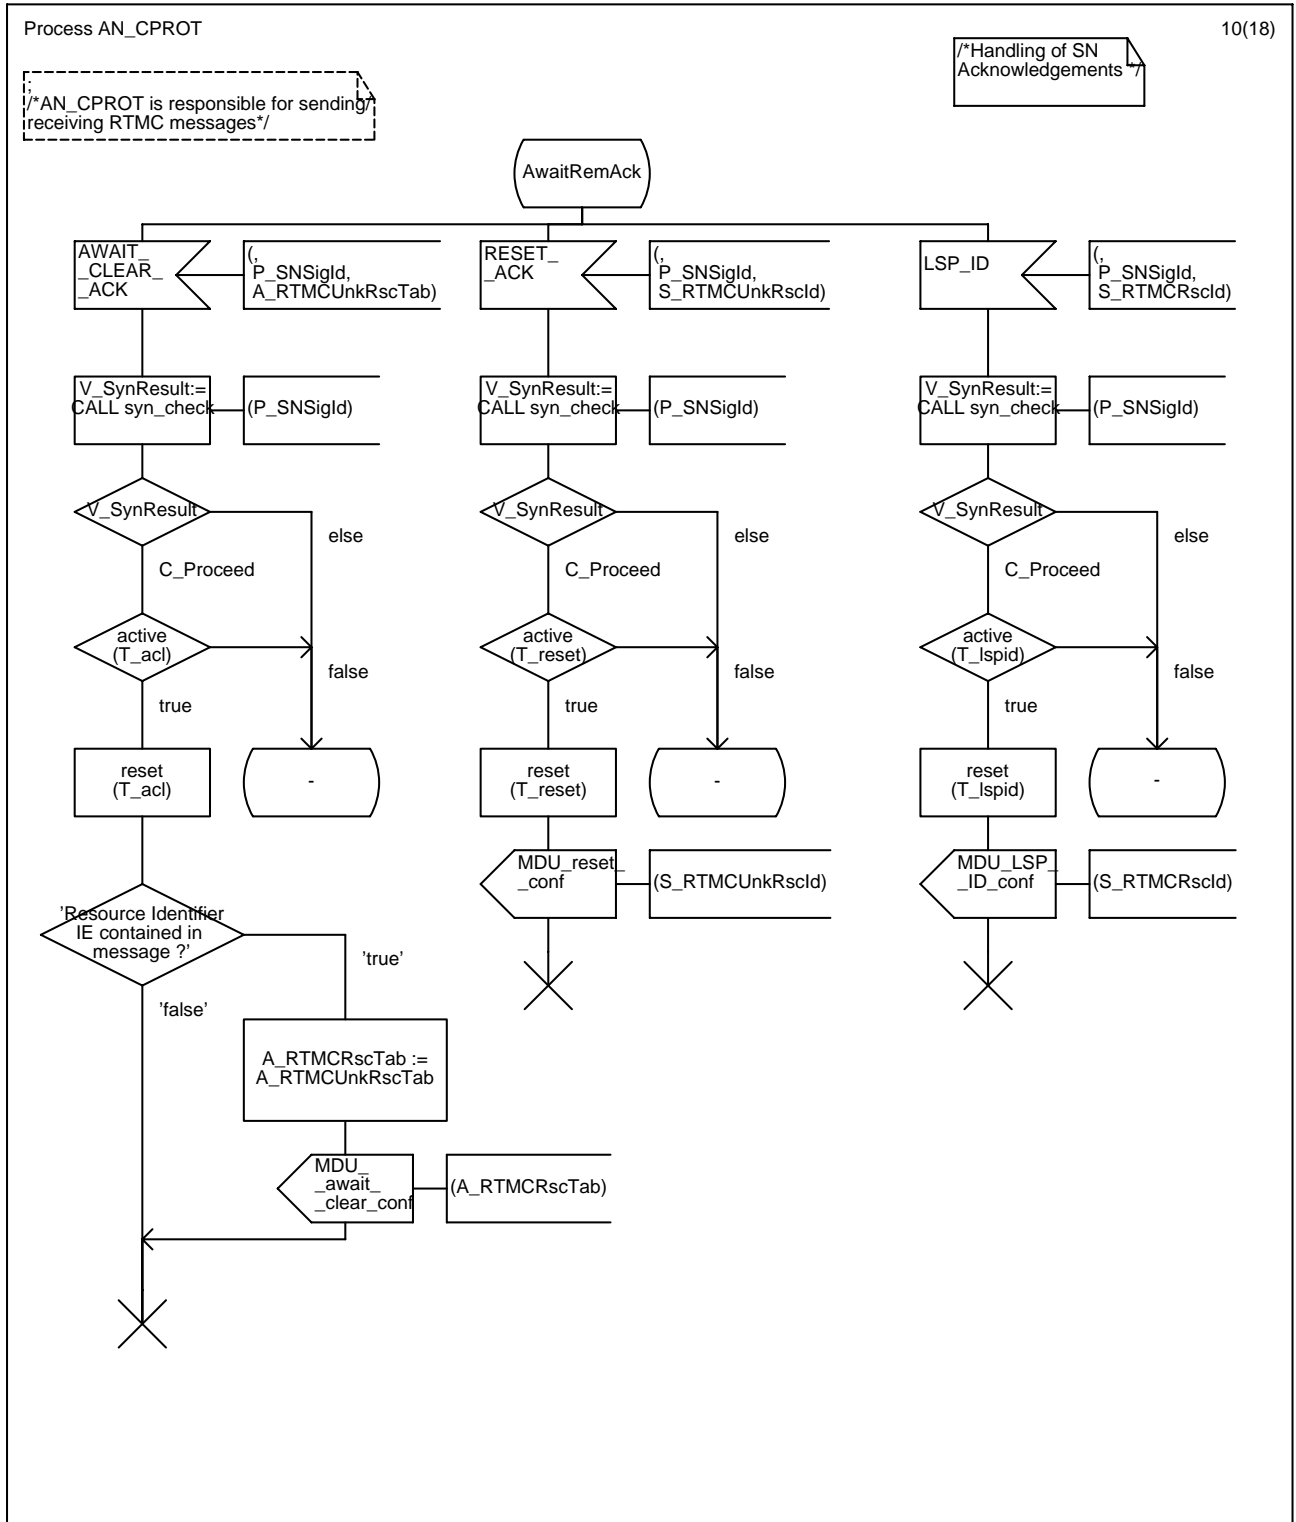 Process AN_CPROT
10(18)
/*Handling of SN
Acknowledgements */
;
/*AN_CPROT is responsible for sending/
receiving RTMC messages*/
AwaitRemAck
AWAIT_
_CLEAR_
_ACK
(,
P_SNSigId,
A_RTMCUnkRscTab)
RESET_
_ACK
(,
P_SNSigId,
S_RTMCUnkRscId)
LSP_ID
(,
P_SNSigId,
S_RTMCRscId)
V_SynResult:=
CALL syn_check
(P_SNSigId)
V_SynResult:=
CALL syn_check
(P_SNSigId)
V_SynResult:=
CALL syn_check
(P_SNSigId)
V_SynResult
else
V_SynResult
else
V_SynResult
else
C_Proceed
C_Proceed
C_Proceed
active
(T_acl)
false
active
(T_reset)
false
active
(T_lspid)
false
true
true
true
reset
(T_acl)
-
reset
(T_reset)
-
reset
(T_lspid)
-
MDU_reset_
_conf
(S_RTMCUnkRscId)
MDU_LSP_
_ID_conf
(S_RTMCRscId)
'Resource Identifier
IE contained in
message ?'
'true'
'false'
A_RTMCRscTab :=
A_RTMCUnkRscTab
MDU_
_await_
_clear_conf
(A_RTMCRscTab)